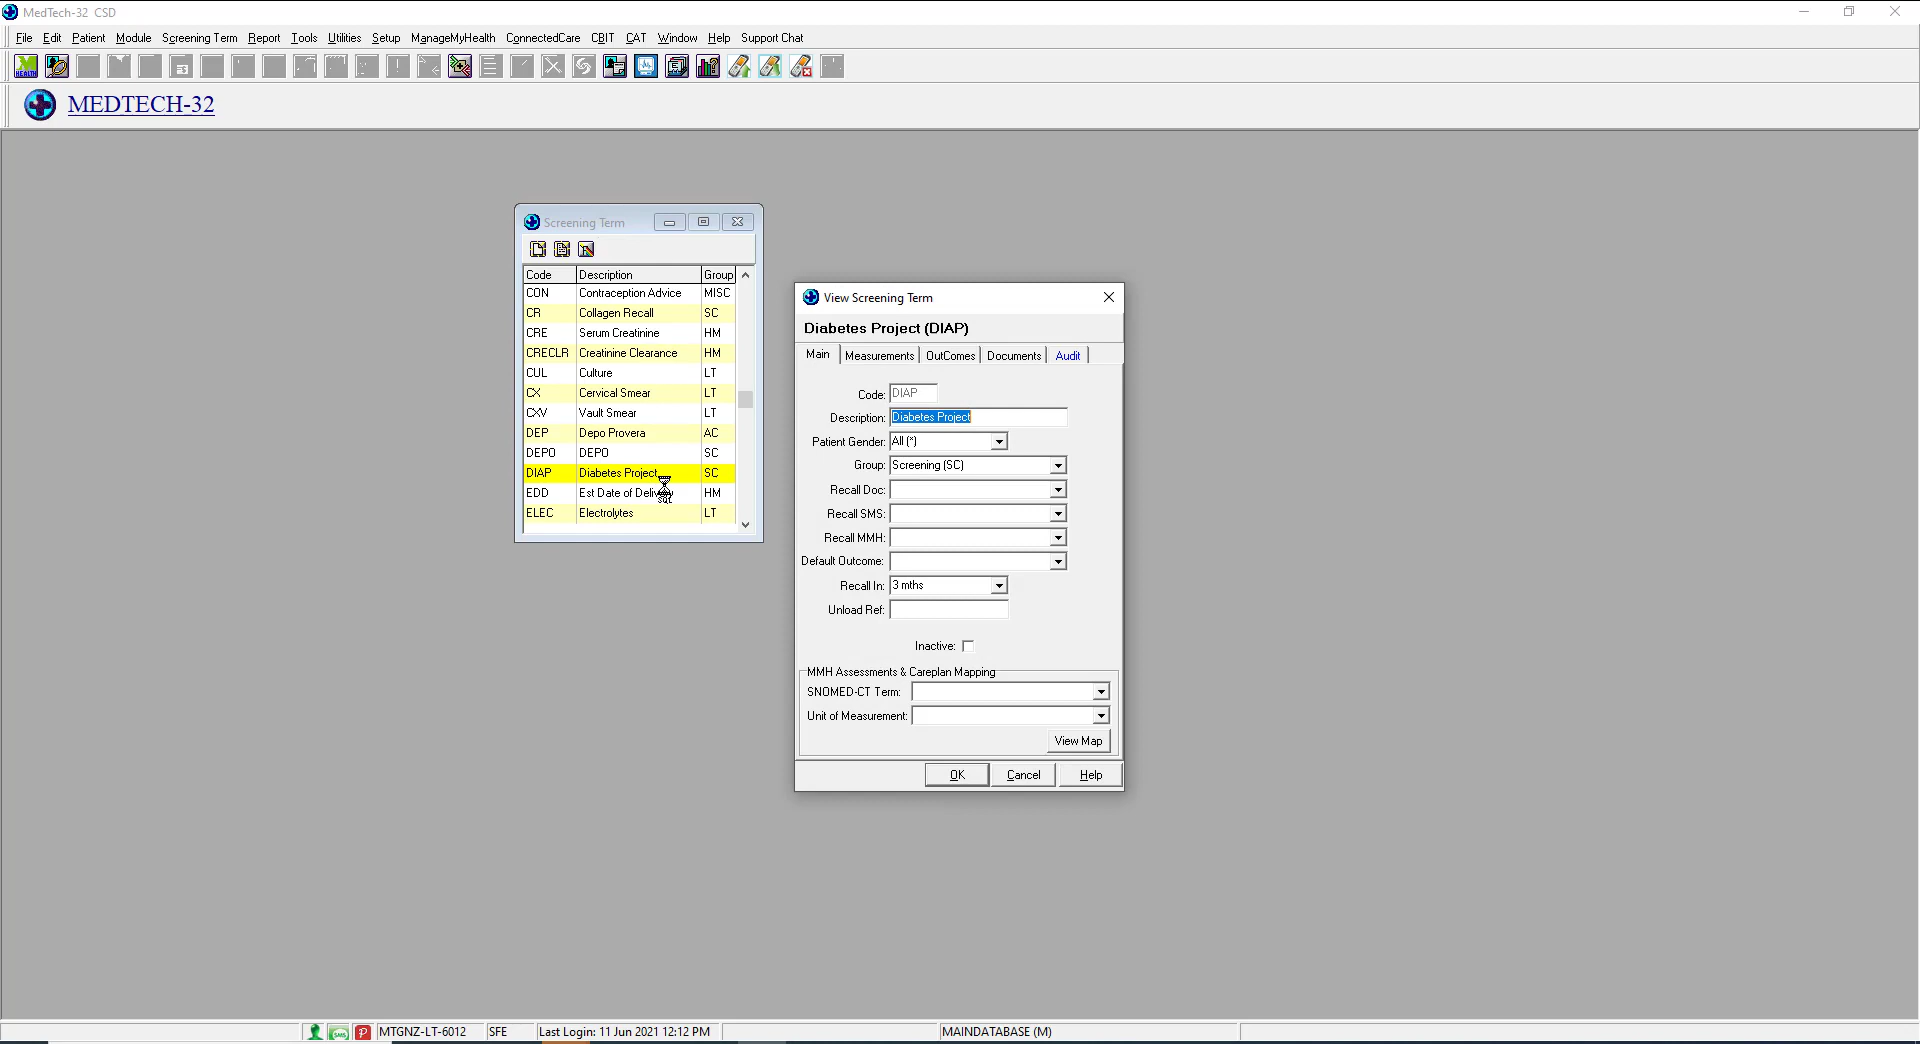 MedTech-32 CSD
File Edit Patient Module Screening Term Report Tools Utilities Setup ManageMyHealth ConnectedCare CBIT CAT Window Help Support Chat
HEALTH
MEDTECH-32
Screening Term
Code Description Group
CON Contraception Advice MISC
CR Collagen Recall SC
CRE Serum Creatinine HM
CRECLR Creatinine Clearance HM
CUL Culture LT
CX Cervical Smear LT
CXV Vault Smear LT
DEP Depo Provera AC
DEPO DEPO SC
DIAP Diabetes Project SC
EDD Est Date of Delivery HM
ELEC Electrolytes LT
View Screening Term
Diabetes Project (DIAP)
Main Measurements OutComes Documents Audit
Code: DIAP
Description: Diabetes Project
Patient Gender: All (*)
Group: Screening (SC)
Recall Doc:
Recall SMS:
Recall MMH:
Default Outcome:
Recall In: 3 mths
Unload Ref:
Inactive:
MMH Assessments & Careplan Mapping
SNOMED-CT Term:
Unit of Measurement:
View Map
OK Cancel Help
SMS P MTGNZ-LT-6012 SFE Last Login: 11 Jun 2021 12:12 PM MAINDATABASE (M)